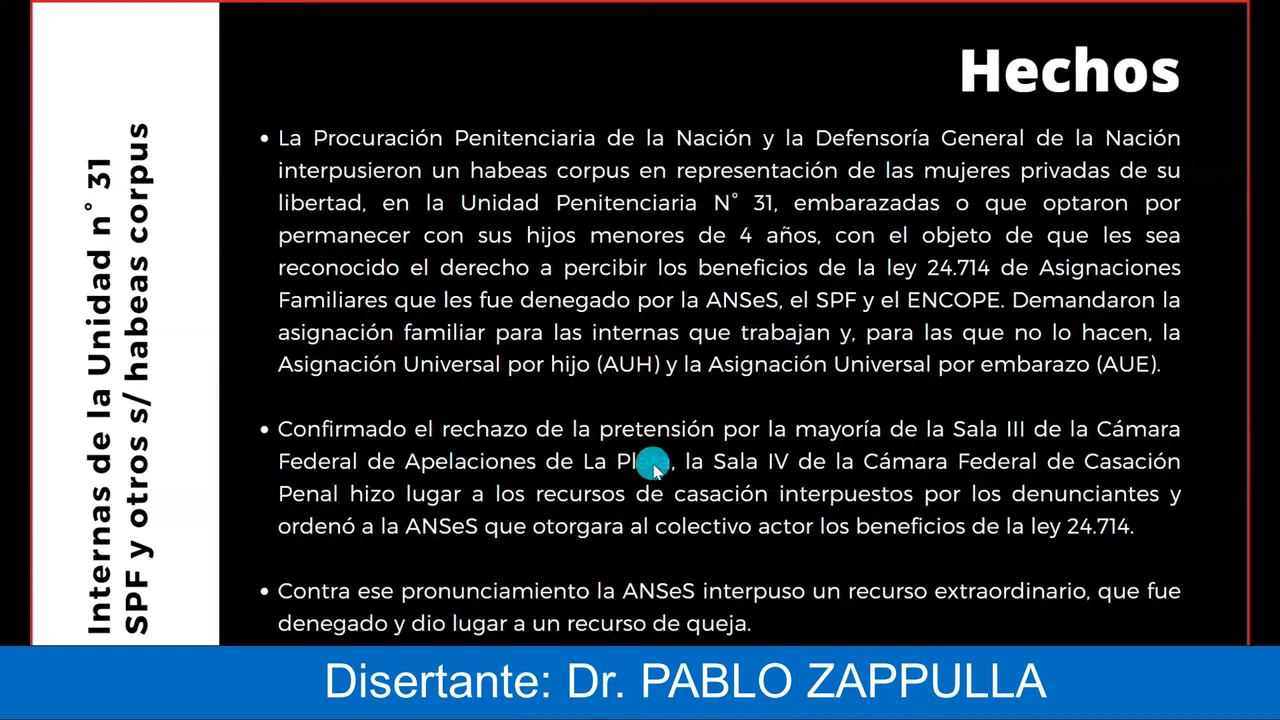 Internas de la Unidad n° 31
SPF y otros s/ habeas corpus
Hechos
• La Procuración Penitenciaria de la Nación y la Defensoría General de la Nación
interpusieron un habeas corpus en representación de las mujeres privadas de su
libertad, en la Unidad Penitenciaria N° 31, embarazadas o que optaron por
permanecer con sus hijos menores de 4 años, con el objeto de que les sea
reconocido el derecho a percibir los beneficios de la ley 24.714 de Asignaciones
Familiares que les fue denegado por la ANSeS, el SPF y el ENCOPE. Demandaron la
asignación familiar para las internas que trabajan y, para las que no lo hacen, la
Asignación Universal por hijo (AUH) y la Asignación Universal por embarazo (AUE).
• Confirmado el rechazo de la pretensión por la mayoría de la Sala III de la Cámara
Federal de Apelaciones de La Plata, la Sala IV de la Cámara Federal de Casación
Penal hizo lugar a los recursos de casación interpuestos por los denunciantes y
ordenó a la ANSeS que otorgara al colectivo actor los beneficios de la ley 24.714.
• Contra ese pronunciamiento la ANSeS interpuso un recurso extraordinario, que fue
denegado y dio lugar a un recurso de queja.
Disertante: Dr. PABLO ZAPPULLA